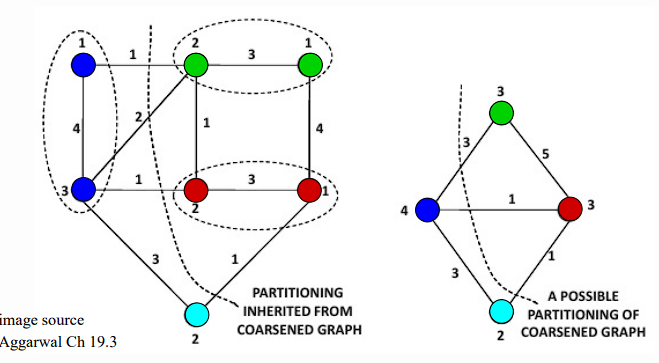 1 2 1
1 3
3
3 5
4 2 1 4
1 3
3 2 1
4 1 3
3 1 3 1
PARTITIONING
INHERITED FROM
COARSENED GRAPH
A POSSIBLE
PARTITIONING OF
COARSENED GRAPH
2 2
image source
Aggarwal Ch 19.3